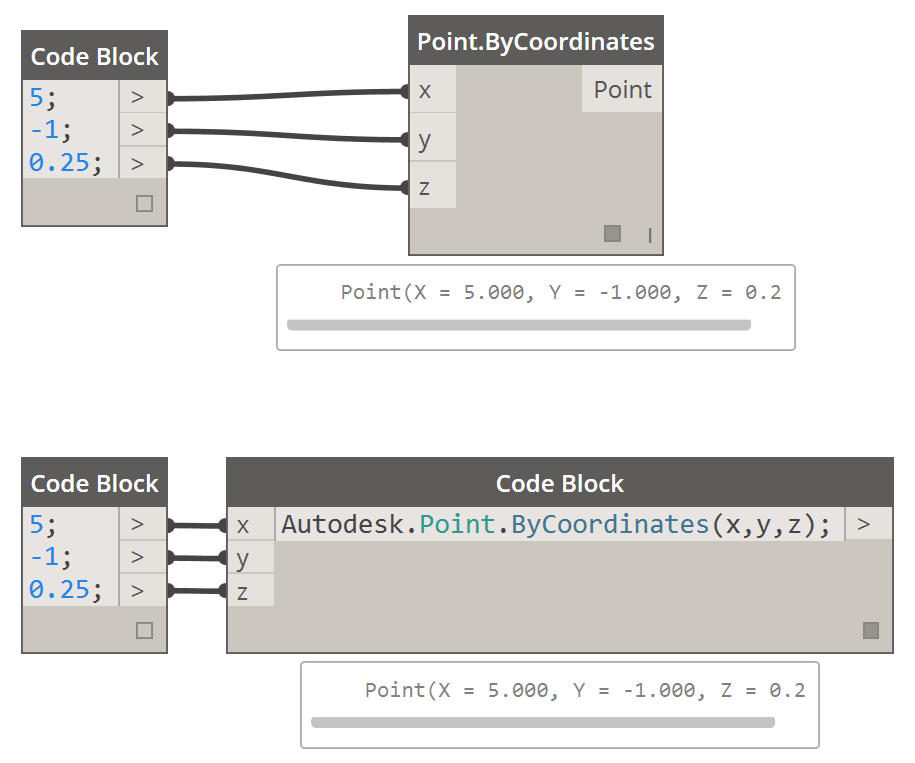 Code Block
5; >
-1; >
0.25; >
Point.ByCoordinates
x Point
y
z
l
Point(X = 5.000, Y = -1.000, Z = 0.2
Code Block
5; >
-1; >
0.25; >
Code Block
x Autodesk.Point.ByCoordinates(x,y,z); >
y
z
Point(X = 5.000, Y = -1.000, Z = 0.2